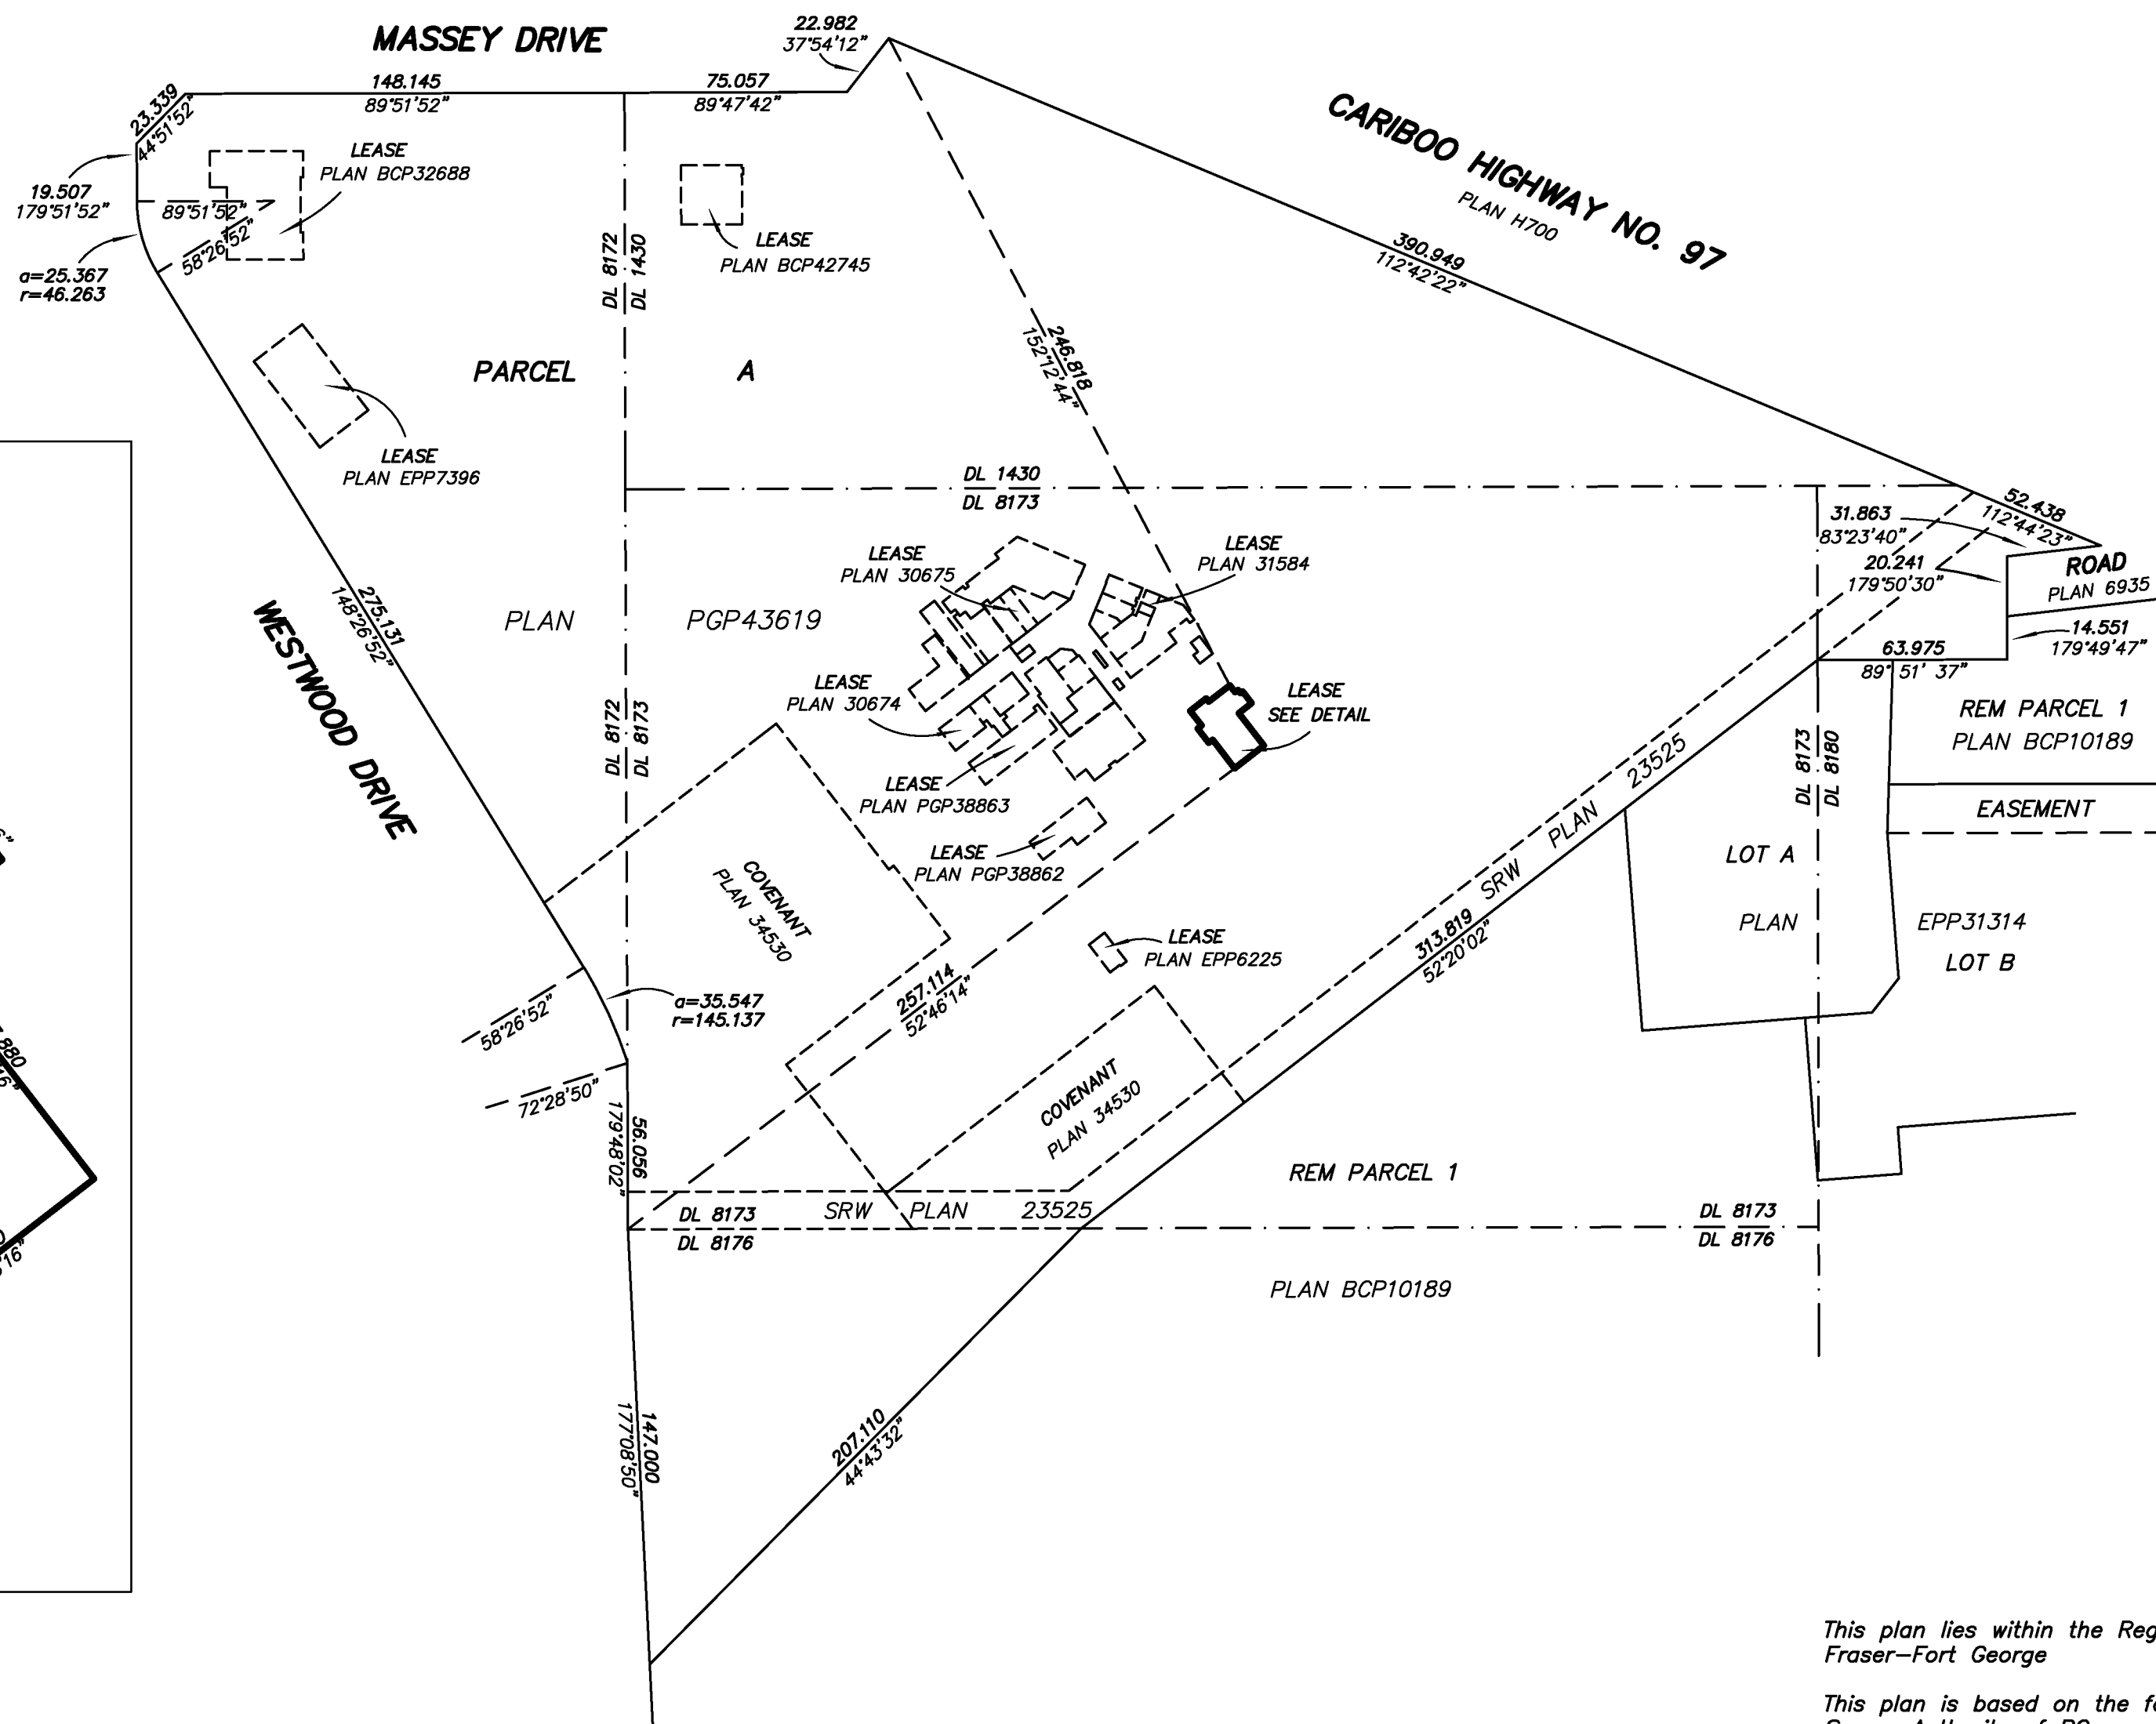 MASSEY DRIVE
22.982
37°54'12"
148.145
89°51'52"
75.057
89°47'42"
23.339
44°51'52"
CARIBOO HIGHWAY NO. 97
PLAN H700
390.949
112°42'22"
LEASE
PLAN BCP32688
19.507
179°51'52"
89°51'52"
58°26'52"
a=25.367
r=46.263
LEASE
PLAN BCP42745
DL 8172
DL 1430
246.818
152°12'44"
PARCEL A
LEASE
PLAN EPP7396
DL 1430
DL 8173
52.438
112°44'23"
31.863
83°23'40"
20.241
179°50'30"
ROAD
PLAN 6935
14.551
179°49'47"
63.975
89°51'37"
LEASE
PLAN 30675
LEASE
PLAN 31584
275.131
148°26'52"
WESTWOOD DRIVE
PLAN PGP43619
LEASE
PLAN 30674
LEASE
SEE DETAIL
DL 8172
DL 8173
LEASE
PLAN PGP38863
LEASE
PLAN PGP38862
REM PARCEL 1
PLAN BCP10189
DL 8173
DL 8180
EASEMENT
SRW PLAN 23525
LOT A
PLAN EPP31314
LOT B
COVENANT
PLAN 34530
LEASE
PLAN EPP6225
313.819
52°20'02"
257.114
52°46'14"
a=35.547
r=145.137
58°26'52"
72°28'50"
COVENANT
PLAN 34530
56.056
179°48'02"
REM PARCEL 1
SRW PLAN 23525
DL 8173
DL 8176
DL 8173
DL 8176
PLAN BCP10189
147.000
177°08'50"
207.110
44°43'32"
This plan lies within the Reg
Fraser-Fort George
This plan is based on the